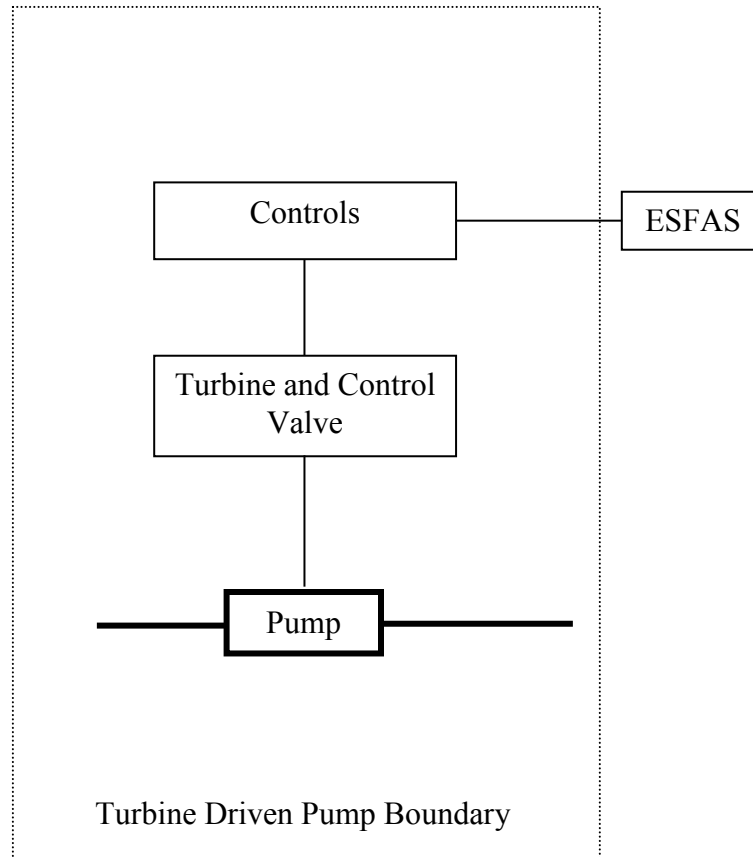 Controls
ESFAS
Turbine and Control
Valve
Pump
Turbine Driven Pump Boundary